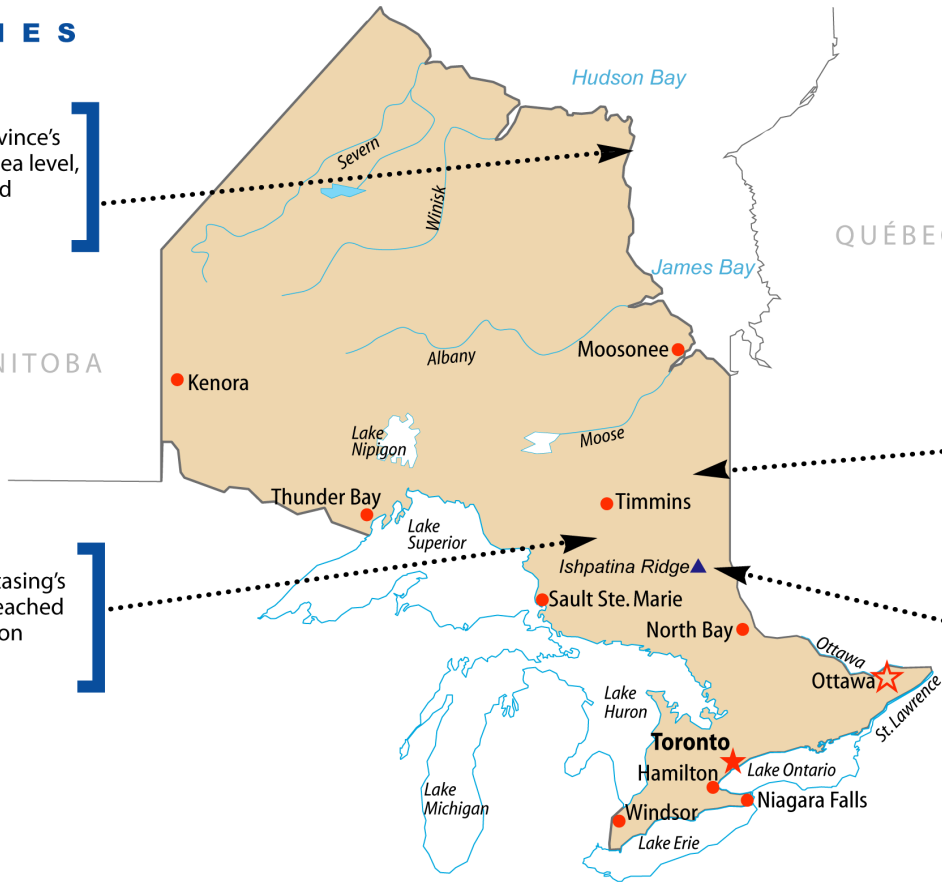 IES
Hudson Bay
vince's
ea level,
d
Severn
Winisk
QUÉBEC
James Bay
Moosonee
Albany
NITOBA
Kenora
Lake
Nipigon
Moose
Thunder Bay
Timmins
Lake
Superior
Ishpatina Ridge
tasing's
eached
on
Sault Ste. Marie
North Bay
Ottawa
Ottawa
St. Lawrence
Lake
Huron
Toronto
Hamilton
Lake Ontario
Lake
Michigan
Niagara Falls
Windsor
Lake Erie